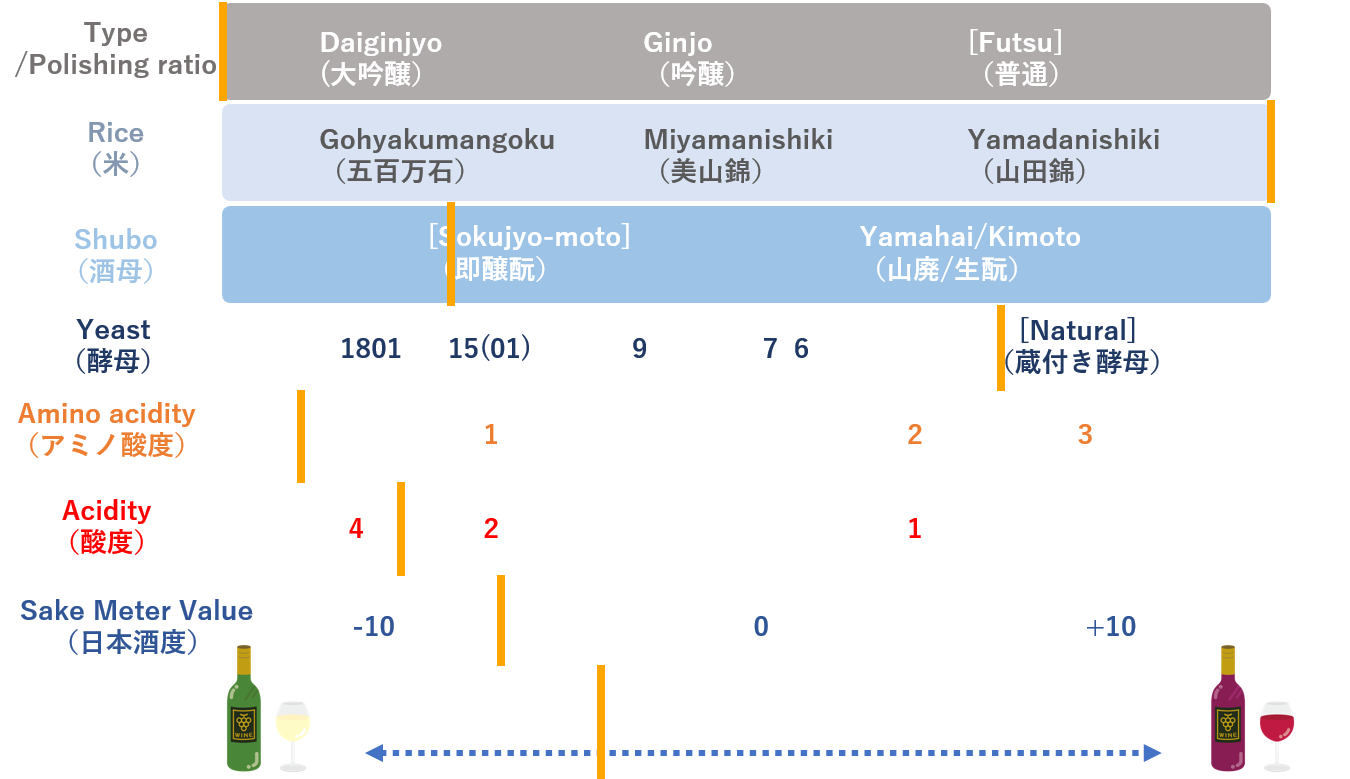 Type
/Polishing ratio
Daiginjyo
(大吟醸)
Ginjo
(吟醸)
[Futsu]
(普通)
Rice
(米)
Gohyakumangoku
(五百万石)
Miyamanishiki
(美山錦)
Yamadanishiki
(山田錦)
Shubo
(酒母)
[Sokujyo-moto]
(即醸酛)
Yamahai/Kimoto
(山廃/生酛)
Yeast
(酵母)
1801 15(01) 9 7 6
[Natural]
(蔵付き酵母)
Amino acidity
(アミノ酸度)
1 2 3
Acidity
(酸度)
4 2 1
Sake Meter Value
(日本酒度)
-10 0 +10
WINE
WINE